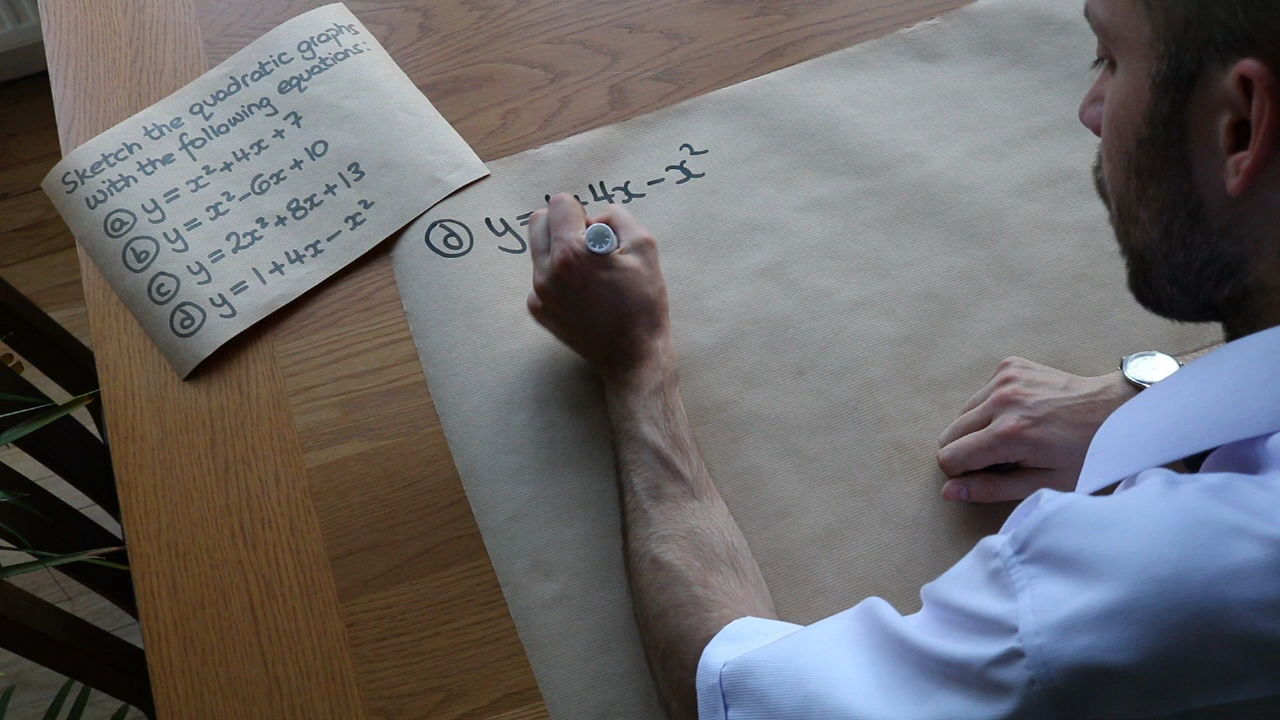 Sketch the quadratic graphs
with the following equations:
ⓐ y = x² + 4x + 7
ⓑ y = x² - 6x + 10
ⓒ y = 2x² + 8x + 13
ⓓ y = 1 + 4x - x²
ⓓ y = + 4x - x²